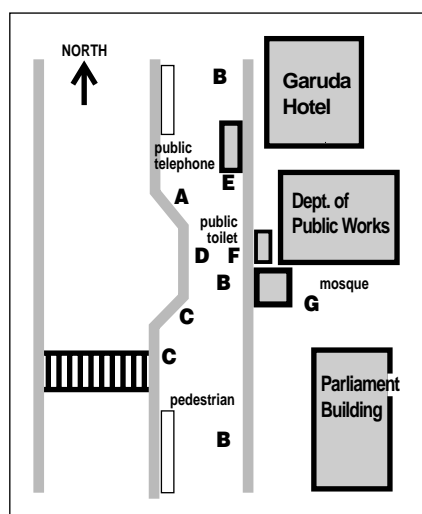 NORTH
B
Garuda
Hotel
public
telephone
E
A
Dept. of
Public Works
public
toilet
D
F
B
mosque
G
C
C
Parliament
Building
pedestrian
B